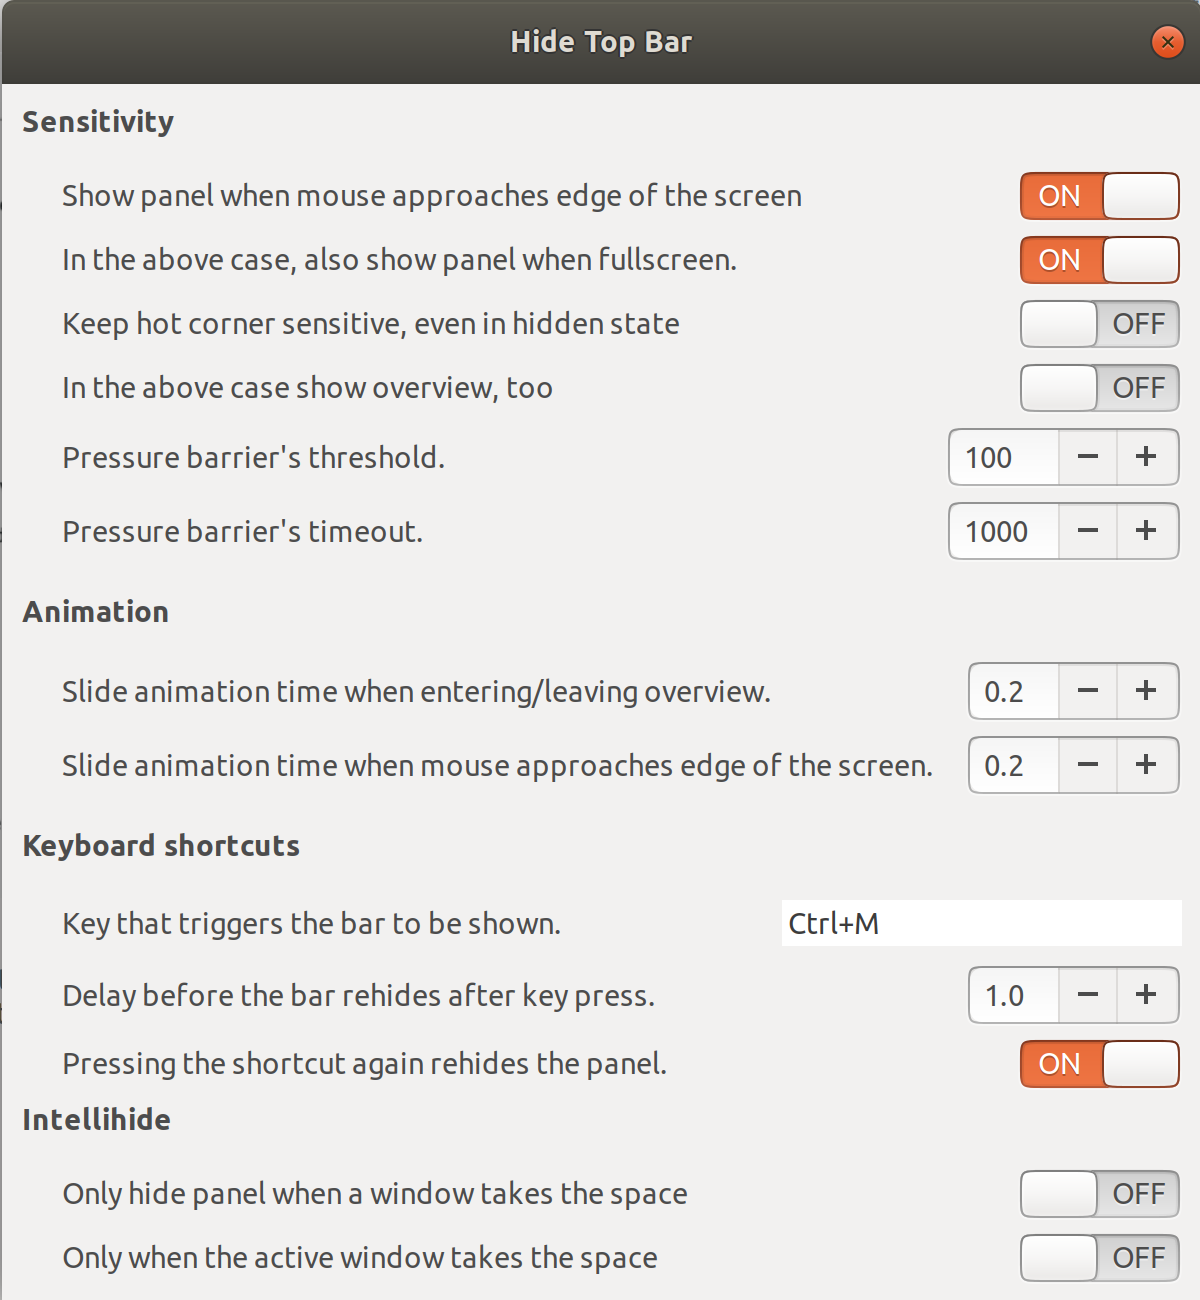 Hide Top Bar
Sensitivity
Show panel when mouse approaches edge of the screen ON
In the above case, also show panel when fullscreen. ON
Keep hot corner sensitive, even in hidden state OFF
In the above case show overview, too OFF
Pressure barrier's threshold. 100 − +
Pressure barrier's timeout. 1000 − +
Animation
Slide animation time when entering/leaving overview. 0.2 − +
Slide animation time when mouse approaches edge of the screen. 0.2 − +
Keyboard shortcuts
Key that triggers the bar to be shown. Ctrl+M
Delay before the bar rehides after key press. 1.0 − +
Pressing the shortcut again rehides the panel. ON
Intellihide
Only hide panel when a window takes the space OFF
Only when the active window takes the space OFF